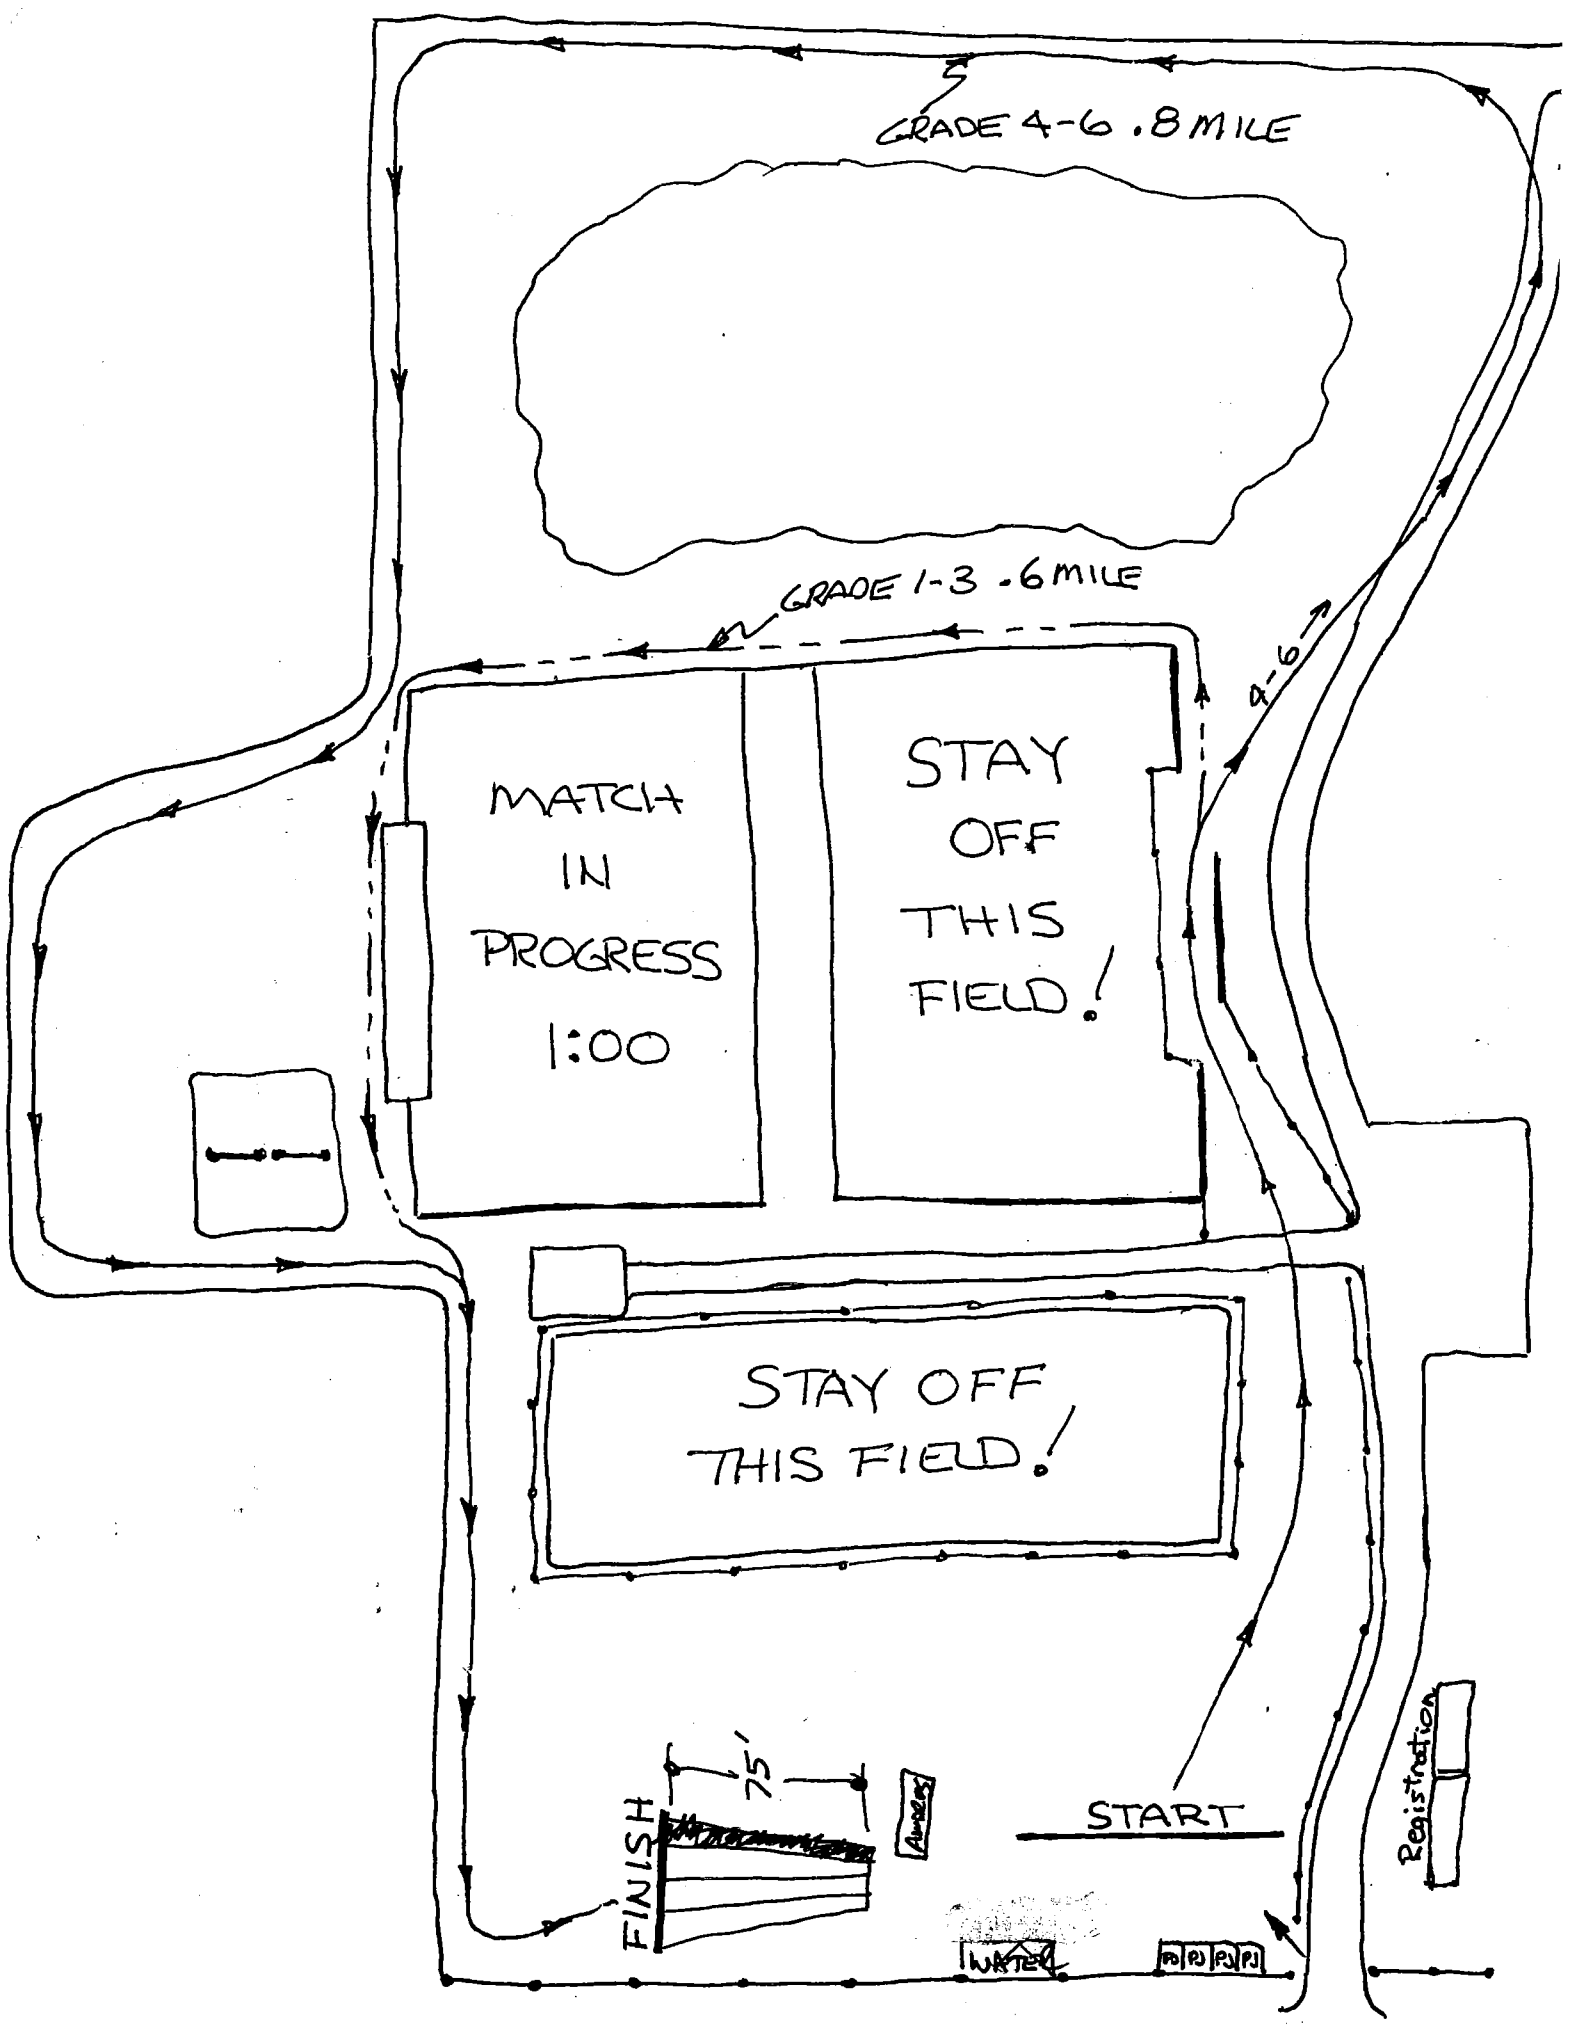 GRADE 4-6 .8 MILE
GRADE 1-3 .6 MILE
4-6
MATCH
IN
PROGRESS
1:00
STAY
OFF
THIS
FIELD!
STAY OFF
THIS FIELD!
75'
FINISH
Awards
START
Registration
WATER
PJ PJ PJ PJ